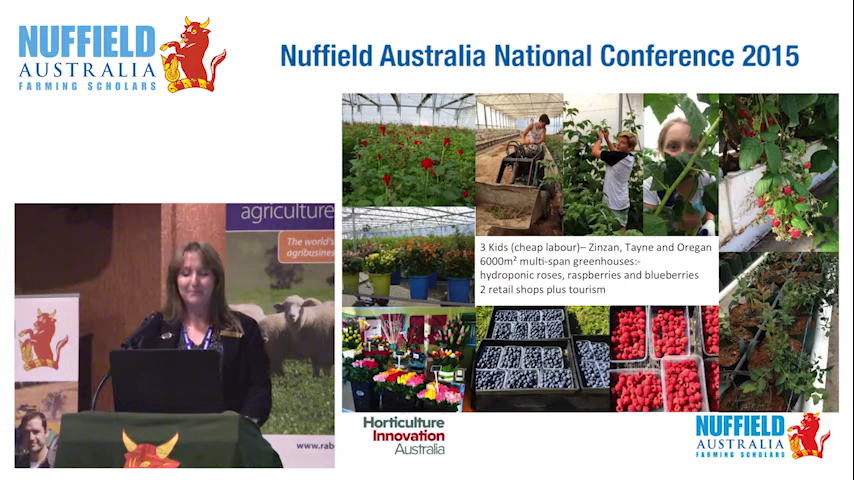 NUFFIELD
AUSTRALIA
FARMING SCHOLARS
Nuffield Australia National Conference 2015
agriculture
The world's
agribusiness
3 Kids (cheap labour)– Zinzan, Tayne and Oregan
6000m² multi-span greenhouses:-
hydroponic roses, raspberries and blueberries
2 retail shops plus tourism
www.rab
Horticulture
Innovation
Australia
NUFFIELD
AUSTRALIA
FARMING SCHOLARS